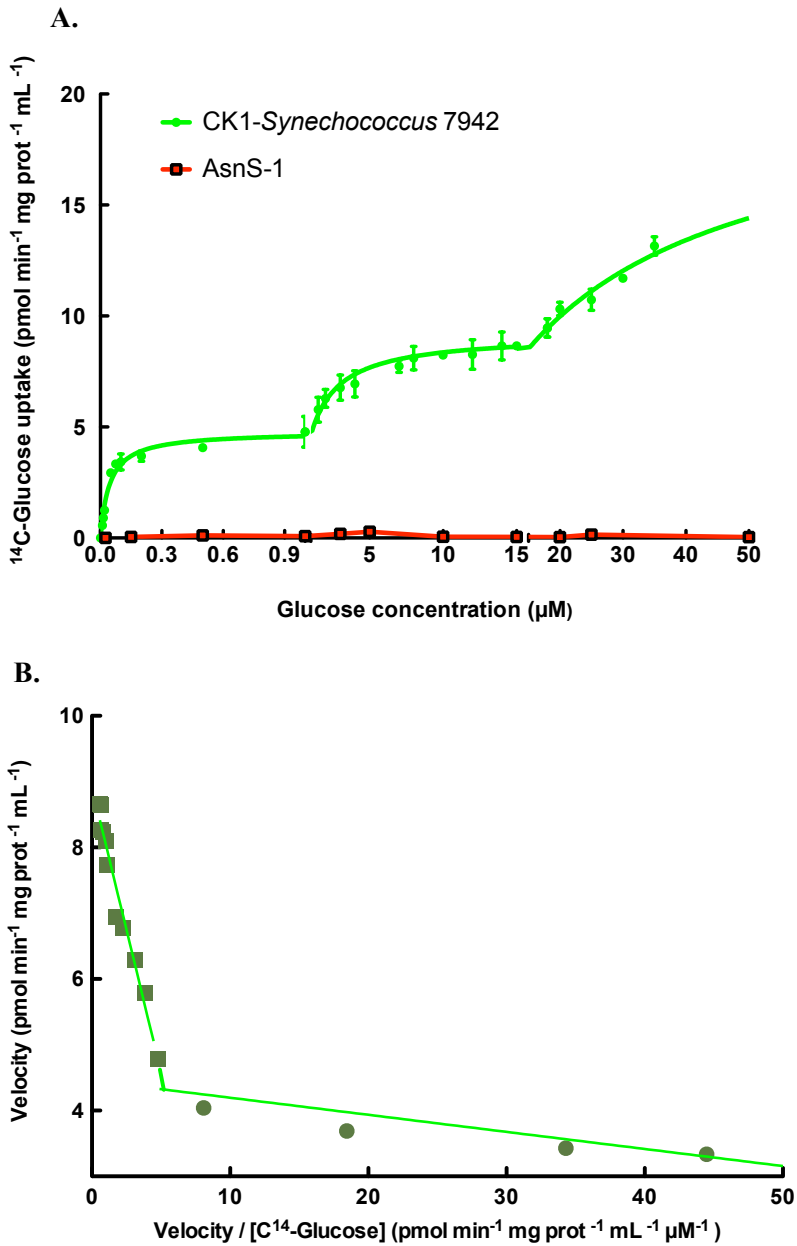 A.
¹⁴C-Glucose uptake (pmol min⁻¹ mg prot ⁻¹ mL ⁻¹)
20
15
10
5
0
CK1-Synechococcus 7942
AsnS-1
0.0 0.3 0.6 0.9 5 10 15 20 30 40 50
Glucose concentration (µM)
B.
Velocity (pmol min⁻¹ mg prot ⁻¹ mL ⁻¹)
10
8
6
4
0 10 20 30 40 50
Velocity / [C¹⁴-Glucose] (pmol min⁻¹ mg prot ⁻¹ mL ⁻¹ µM⁻¹ )